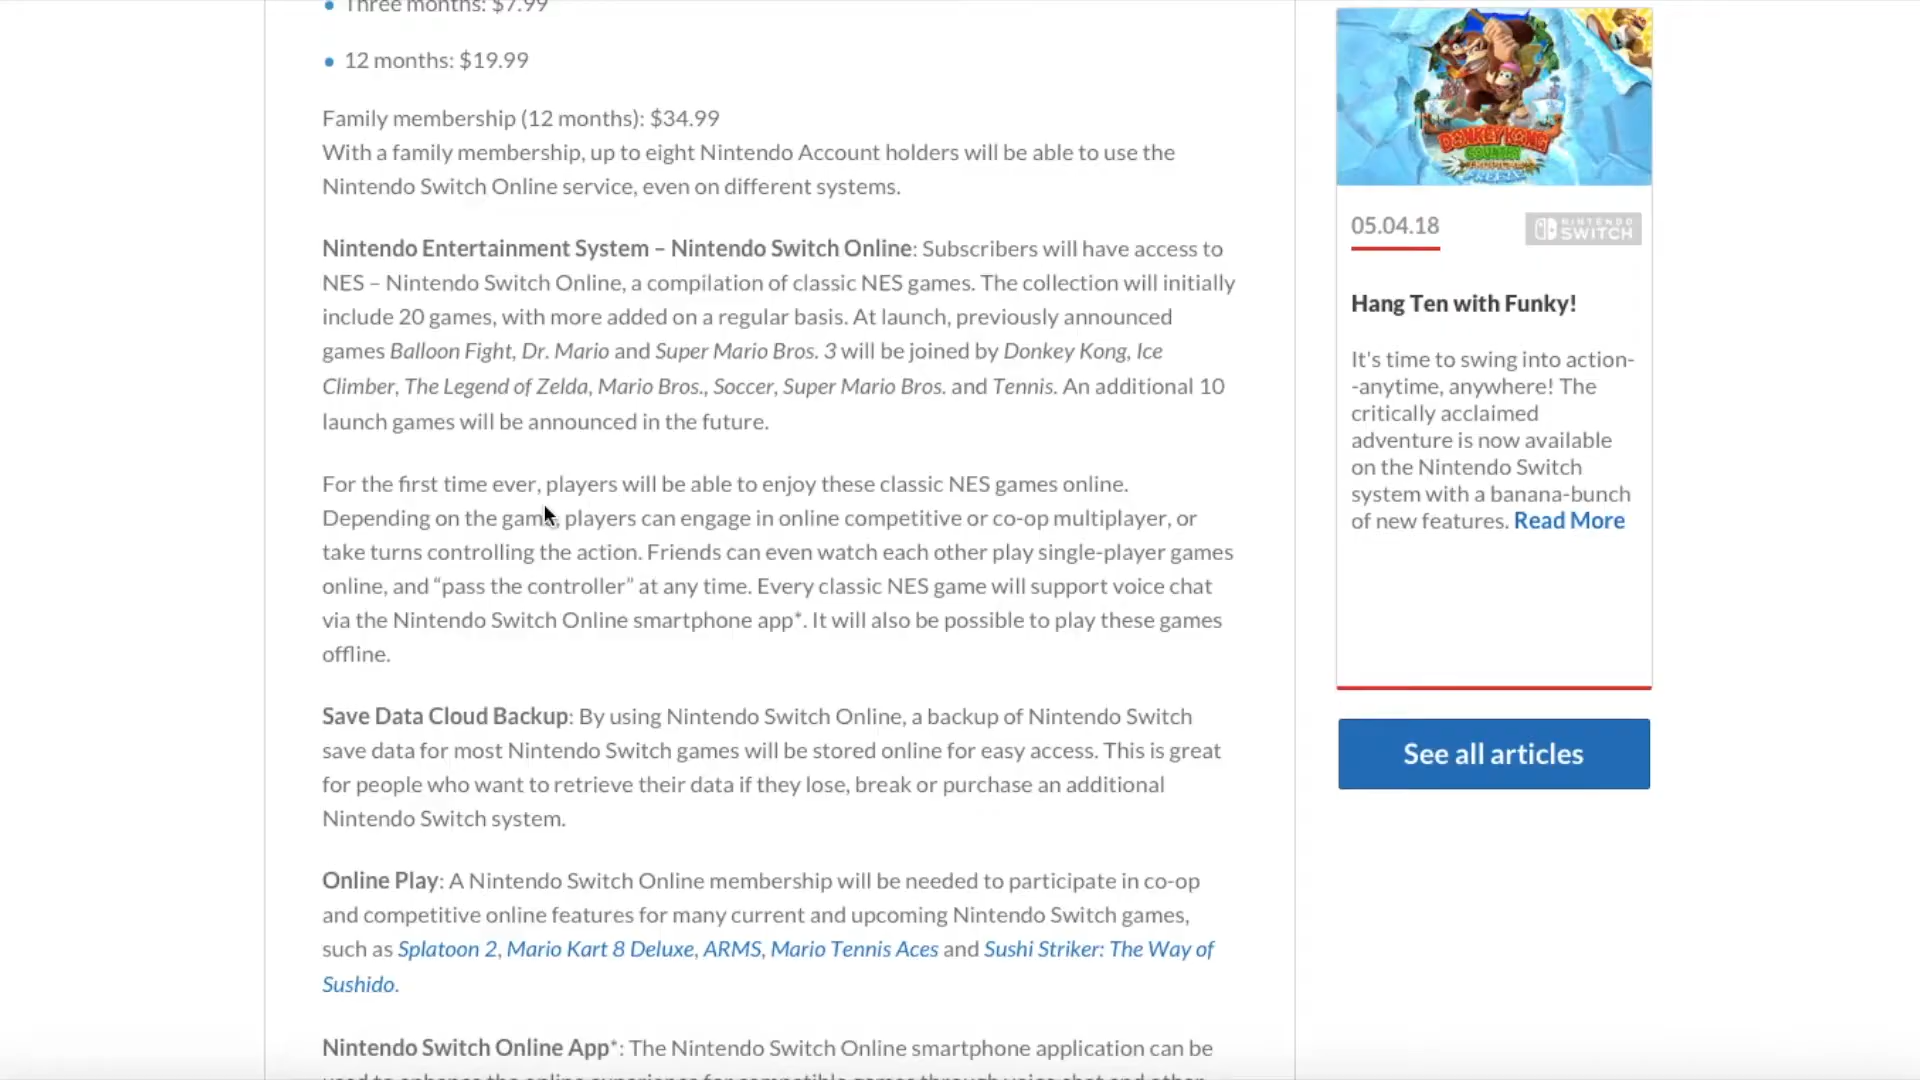 Three months: $7.99
12 months: $19.99
Family membership (12 months): $34.99
With a family membership, up to eight Nintendo Account holders will be able to use the
Nintendo Switch Online service, even on different systems.
Nintendo Entertainment System – Nintendo Switch Online: Subscribers will have access to
NES – Nintendo Switch Online, a compilation of classic NES games. The collection will initially
include 20 games, with more added on a regular basis. At launch, previously announced
games Balloon Fight, Dr. Mario and Super Mario Bros. 3 will be joined by Donkey Kong, Ice
Climber, The Legend of Zelda, Mario Bros., Soccer, Super Mario Bros. and Tennis. An additional 10
launch games will be announced in the future.
For the first time ever, players will be able to enjoy these classic NES games online.
Depending on the game, players can engage in online competitive or co-op multiplayer, or
take turns controlling the action. Friends can even watch each other play single-player games
online, and “pass the controller” at any time. Every classic NES game will support voice chat
via the Nintendo Switch Online smartphone app*. It will also be possible to play these games
offline.
Save Data Cloud Backup: By using Nintendo Switch Online, a backup of Nintendo Switch
save data for most Nintendo Switch games will be stored online for easy access. This is great
for people who want to retrieve their data if they lose, break or purchase an additional
Nintendo Switch system.
Online Play: A Nintendo Switch Online membership will be needed to participate in co-op
and competitive online features for many current and upcoming Nintendo Switch games,
such as Splatoon 2, Mario Kart 8 Deluxe, ARMS, Mario Tennis Aces and Sushi Striker: The Way of
Sushido.
Nintendo Switch Online App*: The Nintendo Switch Online smartphone application can be
DONKEY KONG
COUNTRY
FREEZE
05.04.18
NINTENDO
SWITCH
Hang Ten with Funky!
It's time to swing into action-
-anytime, anywhere! The
critically acclaimed
adventure is now available
on the Nintendo Switch
system with a banana-bunch
of new features. Read More
See all articles